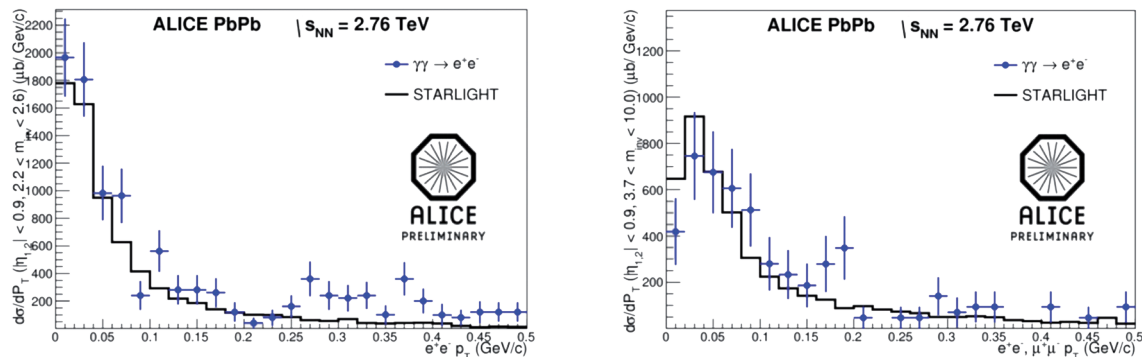 ALICE PbPb \ s_NN = 2.76 TeV
γγ → e⁺e⁻
STARLIGHT
ALICE
PRELIMINARY
dσ/dP_T (|η_1,2| < 0.9, 2.2 < m_inv < 2.6) (μb/ Gev/c)
2200
2000
1800
1600
1400
1200
1000
800
600
400
200
0 0.05 0.1 0.15 0.2 0.25 0.3 0.35 0.4 0.45 0.5
e⁺e⁻ p_T (GeV/c)
ALICE PbPb \ s_NN = 2.76 TeV
γγ → e⁺e⁻
STARLIGHT
ALICE
PRELIMINARY
dσ/dP_T (|η_1,2| < 0.9, 3.7 < m_inv < 10.0) (μb/ Gev/c)
1200
1000
800
600
400
200
0 0.05 0.1 0.15 0.2 0.25 0.3 0.35 0.4 0.45 0.5
e⁺e⁻, μ⁺μ⁻ p_T (GeV/c)